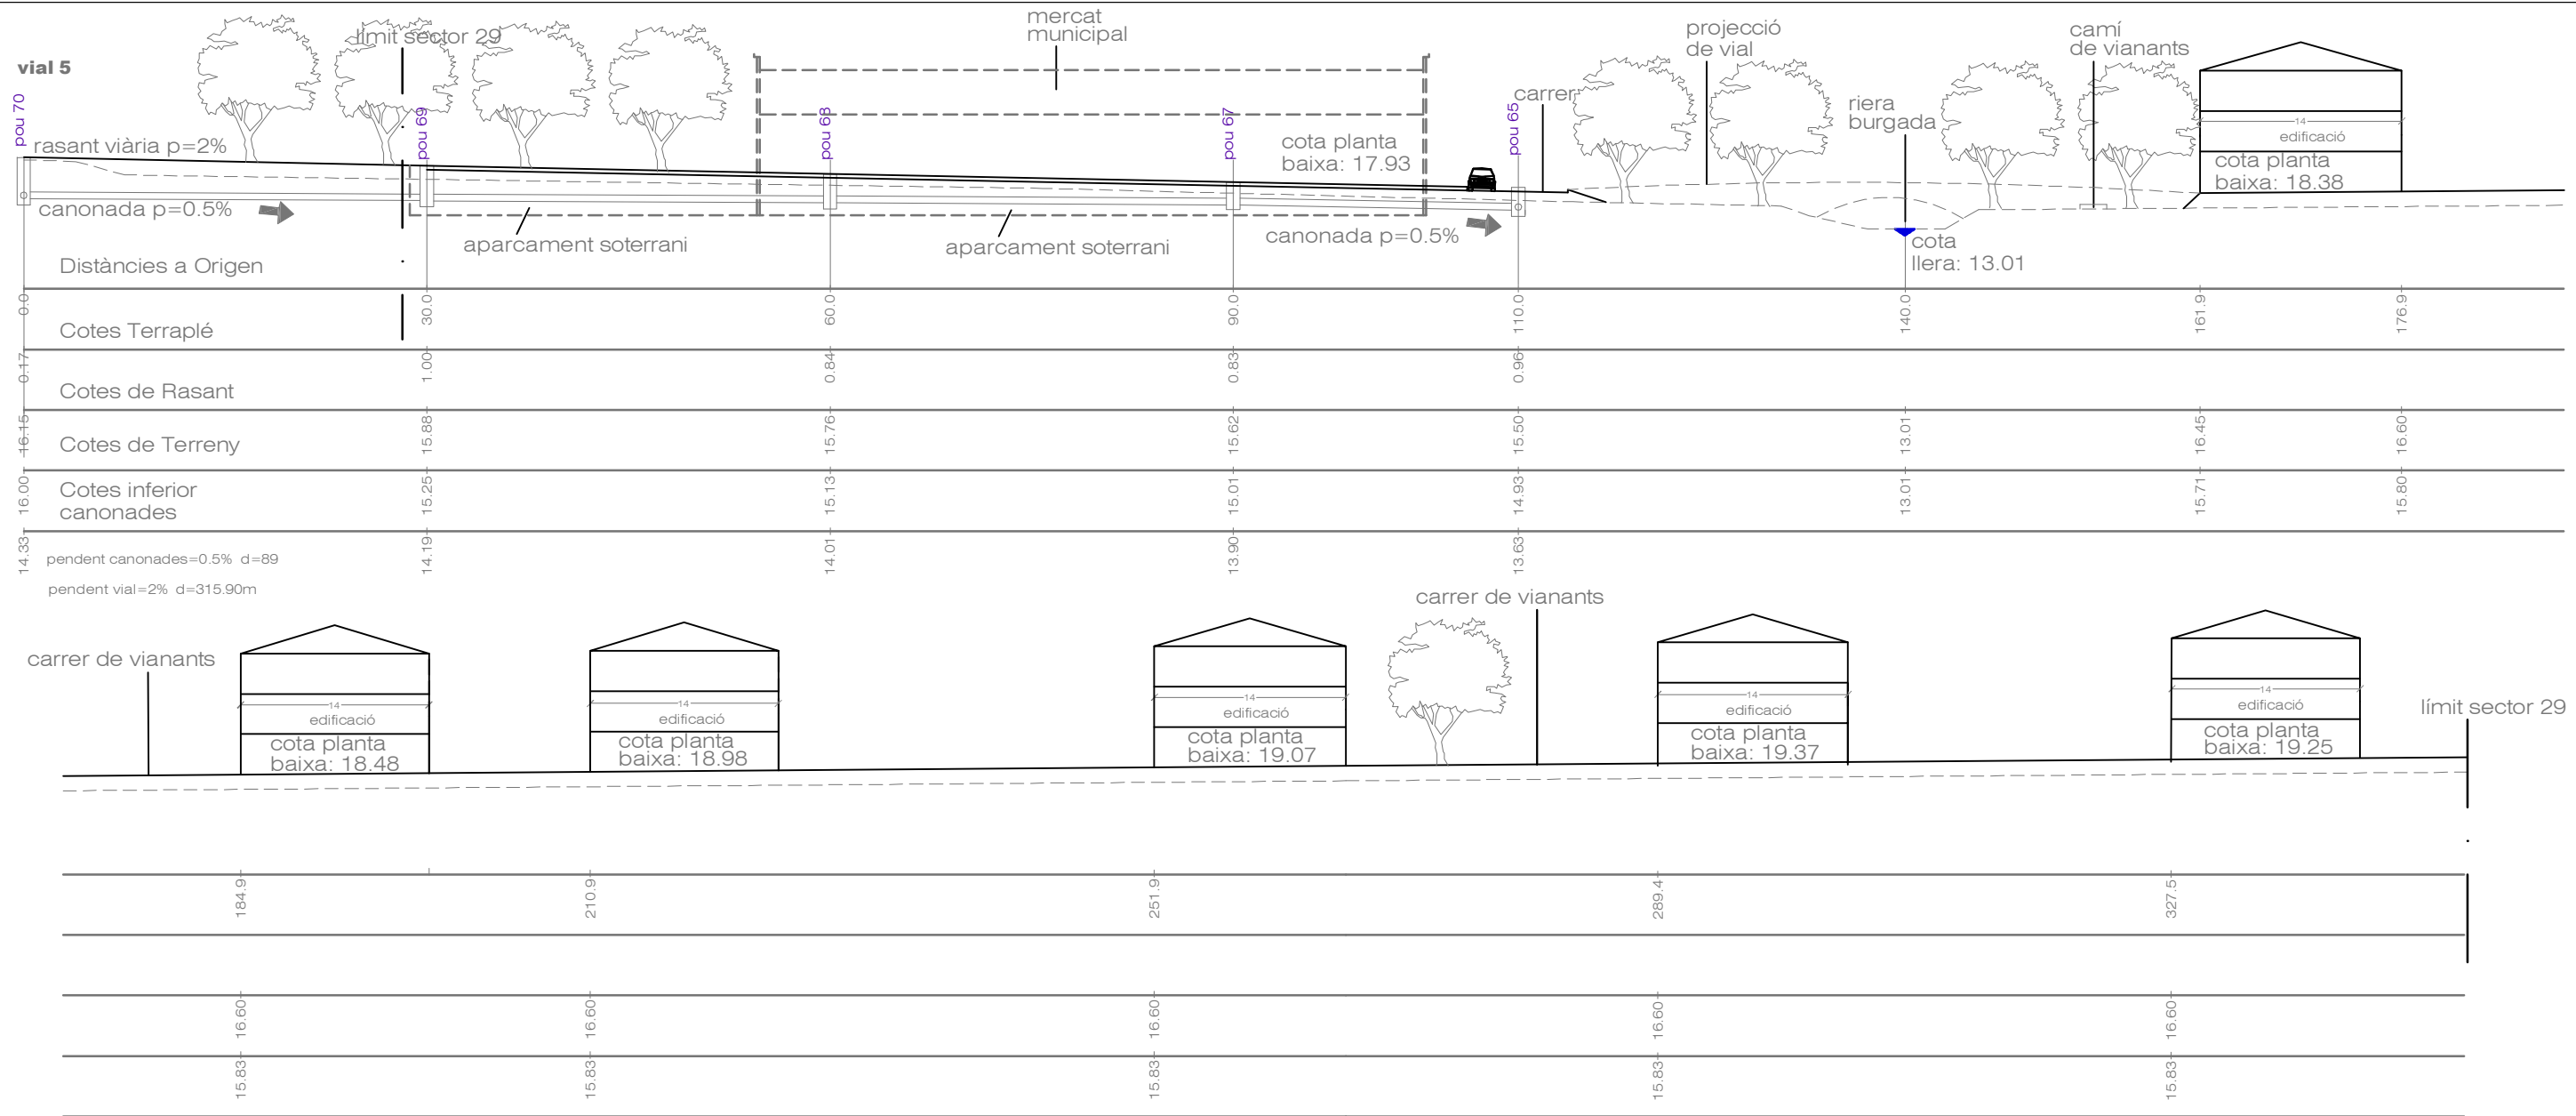 límit sector 29
mercat
municipal
projecció
de vial
camí
de vianants
vial 5
pou 70
pou 69
pou 68
pou 67
pou 65
carrer
riera
burgada
14
edificació
cota planta
baixa: 18.38
rasant viària p=2%
cota planta
baixa: 17.93
canonada p=0.5%
aparcament soterrani
aparcament soterrani
canonada p=0.5%
cota
llera: 13.01
Distàncies a Origen
0.0 30.0 60.0 90.0 110.0 140.0 161.9 176.9
Cotes Terraplé
0.17 1.00 0.84 0.83 0.96
Cotes de Rasant
16.15 15.88 15.76 15.62 15.50 13.01 16.45 16.60
Cotes de Terreny
16.00 15.25 15.13 15.01 14.93 13.01 15.71 15.80
Cotes inferior
canonades
14.33 14.19 14.01 13.90 13.63
pendent canonades=0.5% d=89
pendent vial=2% d=315.90m
carrer de vianants
carrer de vianants
14
edificació
cota planta
baixa: 18.48
14
edificació
cota planta
baixa: 18.98
14
edificació
cota planta
baixa: 19.07
14
edificació
cota planta
baixa: 19.37
14
edificació
cota planta
baixa: 19.25
límit sector 29
184.9 210.9 251.9 289.4 327.5
16.60 16.60 16.60 16.60 16.60
15.83 15.83 15.83 15.83 15.83